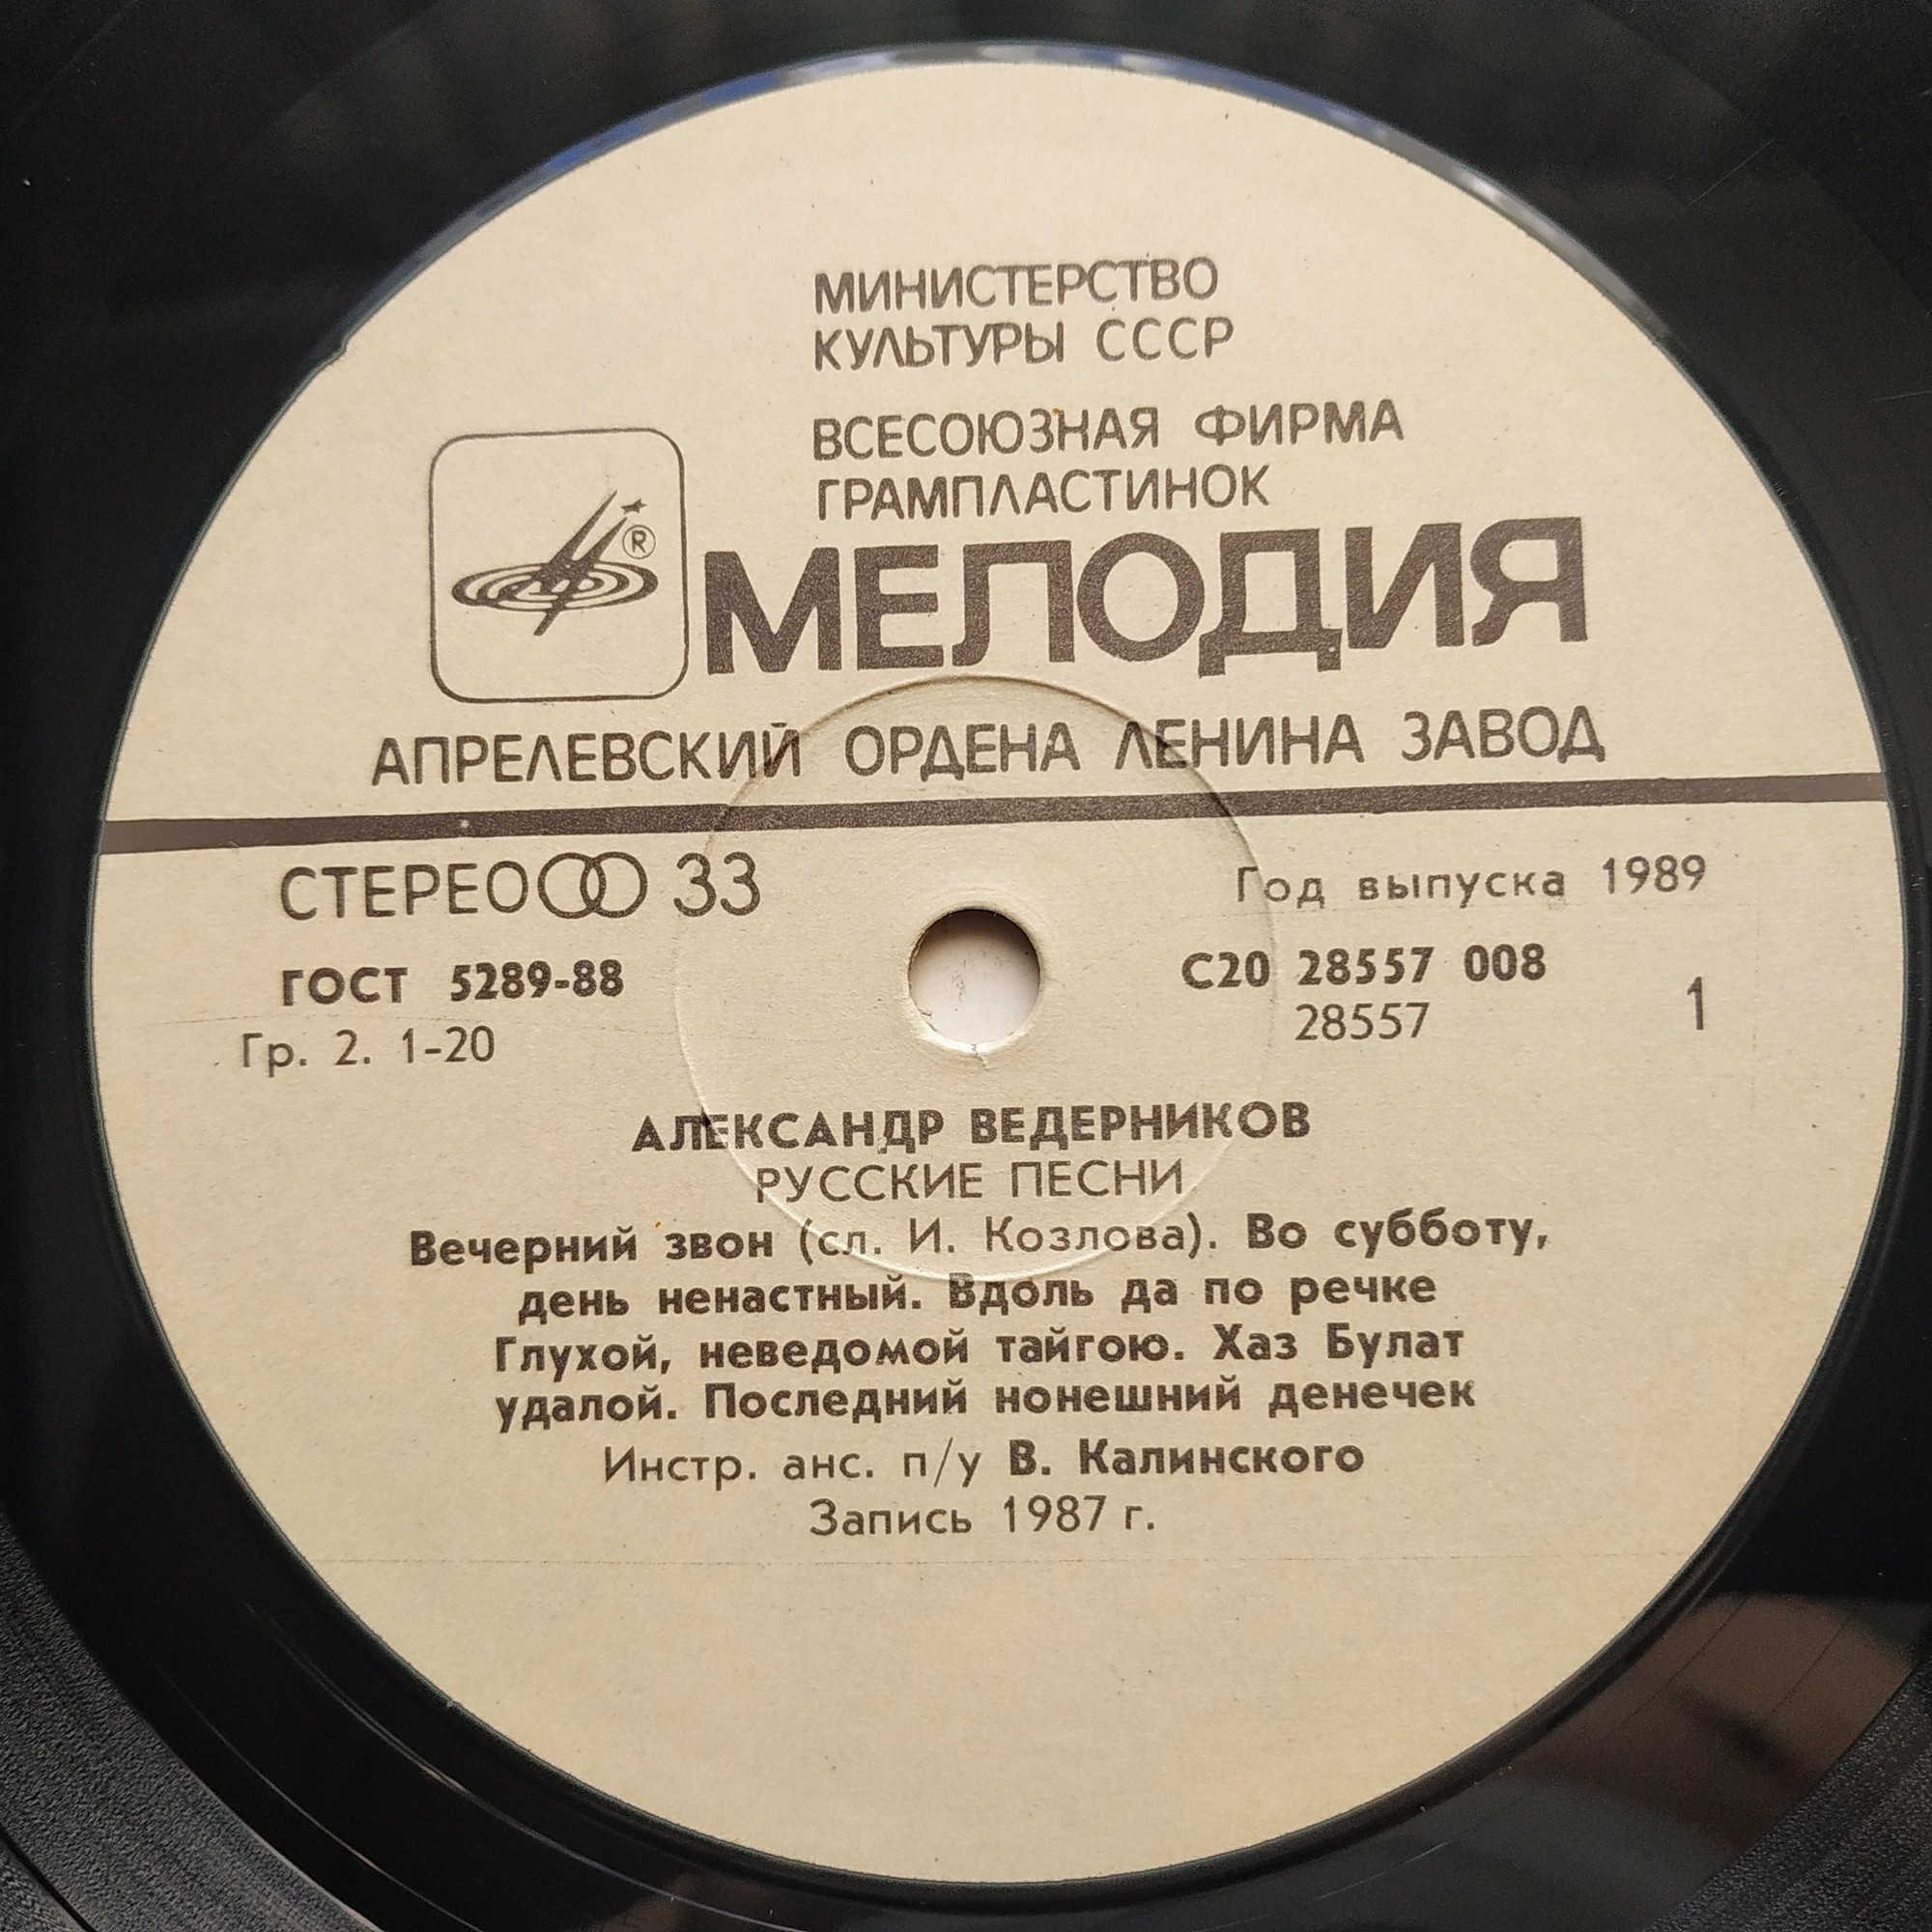 МИНИСТЕРСТВО
КУЛЬТУРЫ СССР
ВСЕСОЮЗНАЯ ФИРМА
ГРАМПЛАСТИНОК
®
МЕЛОДИЯ
АПРЕЛЕВСКИЙ ОРДЕНА ЛЕНИНА ЗАВОД
СТЕРЕО 33
Год выпуска 1989
ГОСТ 5289-88
С20 28557 008
Гр. 2. 1-20
28557
1
АЛЕКСАНДР ВЕДЕРНИКОВ
РУССКИЕ ПЕСНИ
Вечерний звон (сл. И. Козлова). Во субботу,
день ненастный. Вдоль да по речке
Глухой, неведомой тайгою. Хаз Булат
удалой. Последний нонешний денечек
Инстр. анс. п/у В. Калинского
Запись 1987 г.